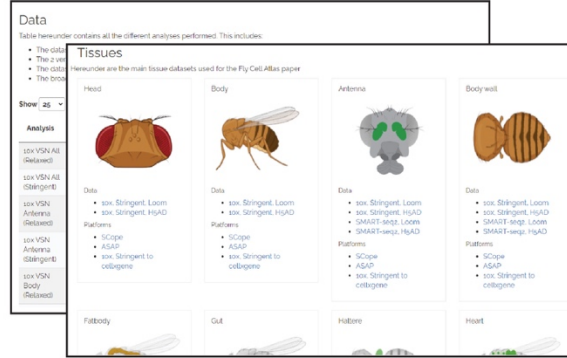 Data
Table hereunder contains all the different analyses performed. This includes:
The data
The 2 ver
The data
The broa
Show 25
Analysis
10x VSN All
(Relaxed)
10x VSN All
(Stringent)
10x VSN
Antenna
(Relaxed)
10x VSN
Antenna
(Stringent)
10x VSN
Body
(Relaxed)
Tissues
Hereunder are the main tissue datasets used for the Fly Cell Atlas paper
Head
Data
10x, Stringent, Loom
10x, Stringent, H5AD
Platforms
SCope
ASAP
10x, Stringent to
cellxgene
Body
Data
10x, Stringent, Loom
10x, Stringent, H5AD
Platforms
SCope
ASAP
10x, Stringent to
cellxgene
Antenna
Data
10x, Stringent, Loom
10x, Stringent, H5AD
SMART-seq2, Loom
SMART-seq2, H5AD
Platforms
SCope
ASAP
10x, Stringent to
cellxgene
Body wall
Data
10x, Stringent, Loom
10x, Stringent, H5AD
SMART-seq2, Loom
SMART-seq2, H5AD
Platforms
SCope
ASAP
10x, Stringent to
cellxgene
Fatbody
Gut
Haltere
Heart